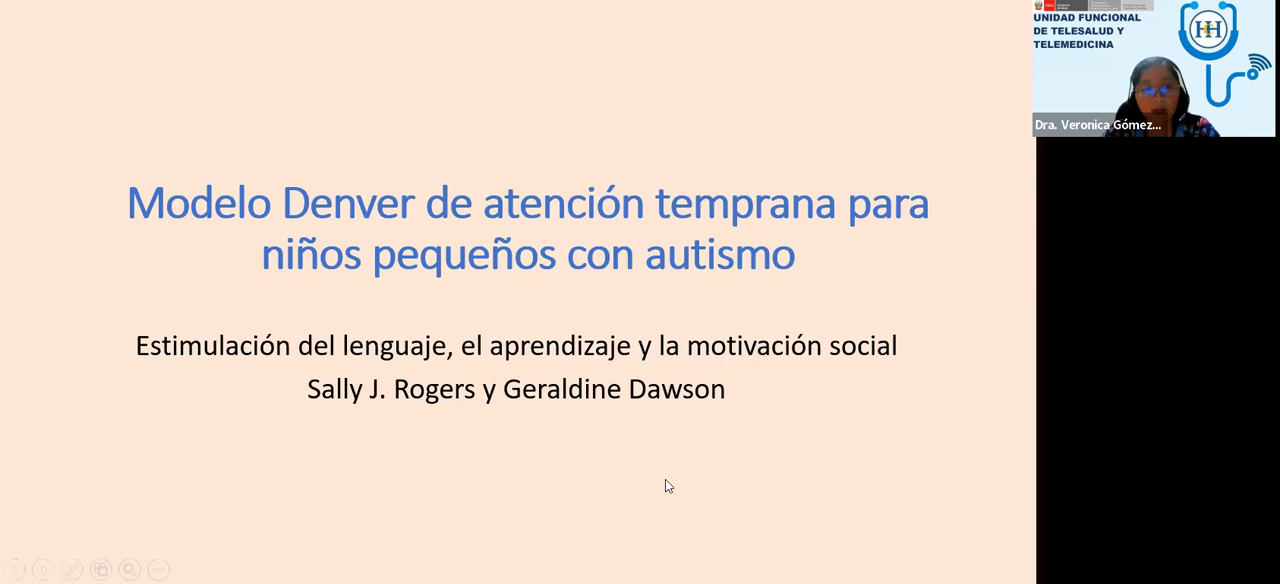 UNIDAD FUNCIONAL
DE TELESALUD Y
TELEMEDICINA
Dra. Veronica Gómez...
Modelo Denver de atención temprana para
niños pequeños con autismo
Estimulación del lenguaje, el aprendizaje y la motivación social
Sally J. Rogers y Geraldine Dawson